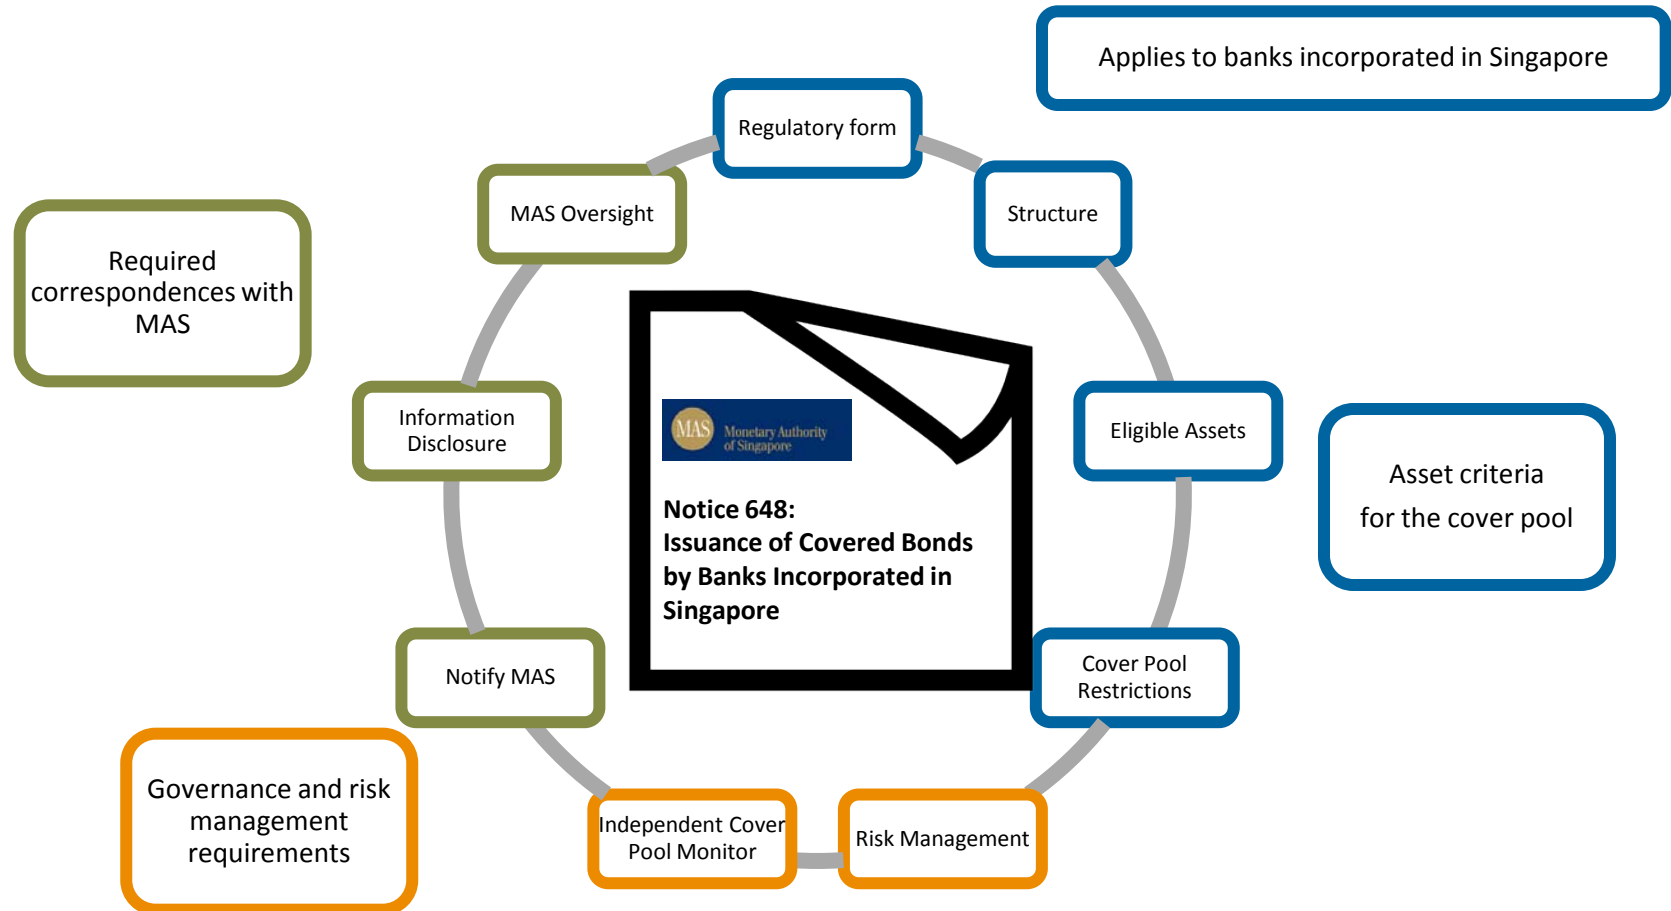 Applies to banks incorporated in Singapore
Regulatory form
MAS Oversight
Structure
Required
correspondences with
MAS
Information
Disclosure
Eligible Assets
MAS
Monetary Authority
of Singapore
Asset criteria
for the cover pool
Notice 648:
Issuance of Covered Bonds
by Banks Incorporated in
Singapore
Notify MAS
Cover Pool
Restrictions
Governance and risk
management
requirements
Independent Cover
Pool Monitor
Risk Management